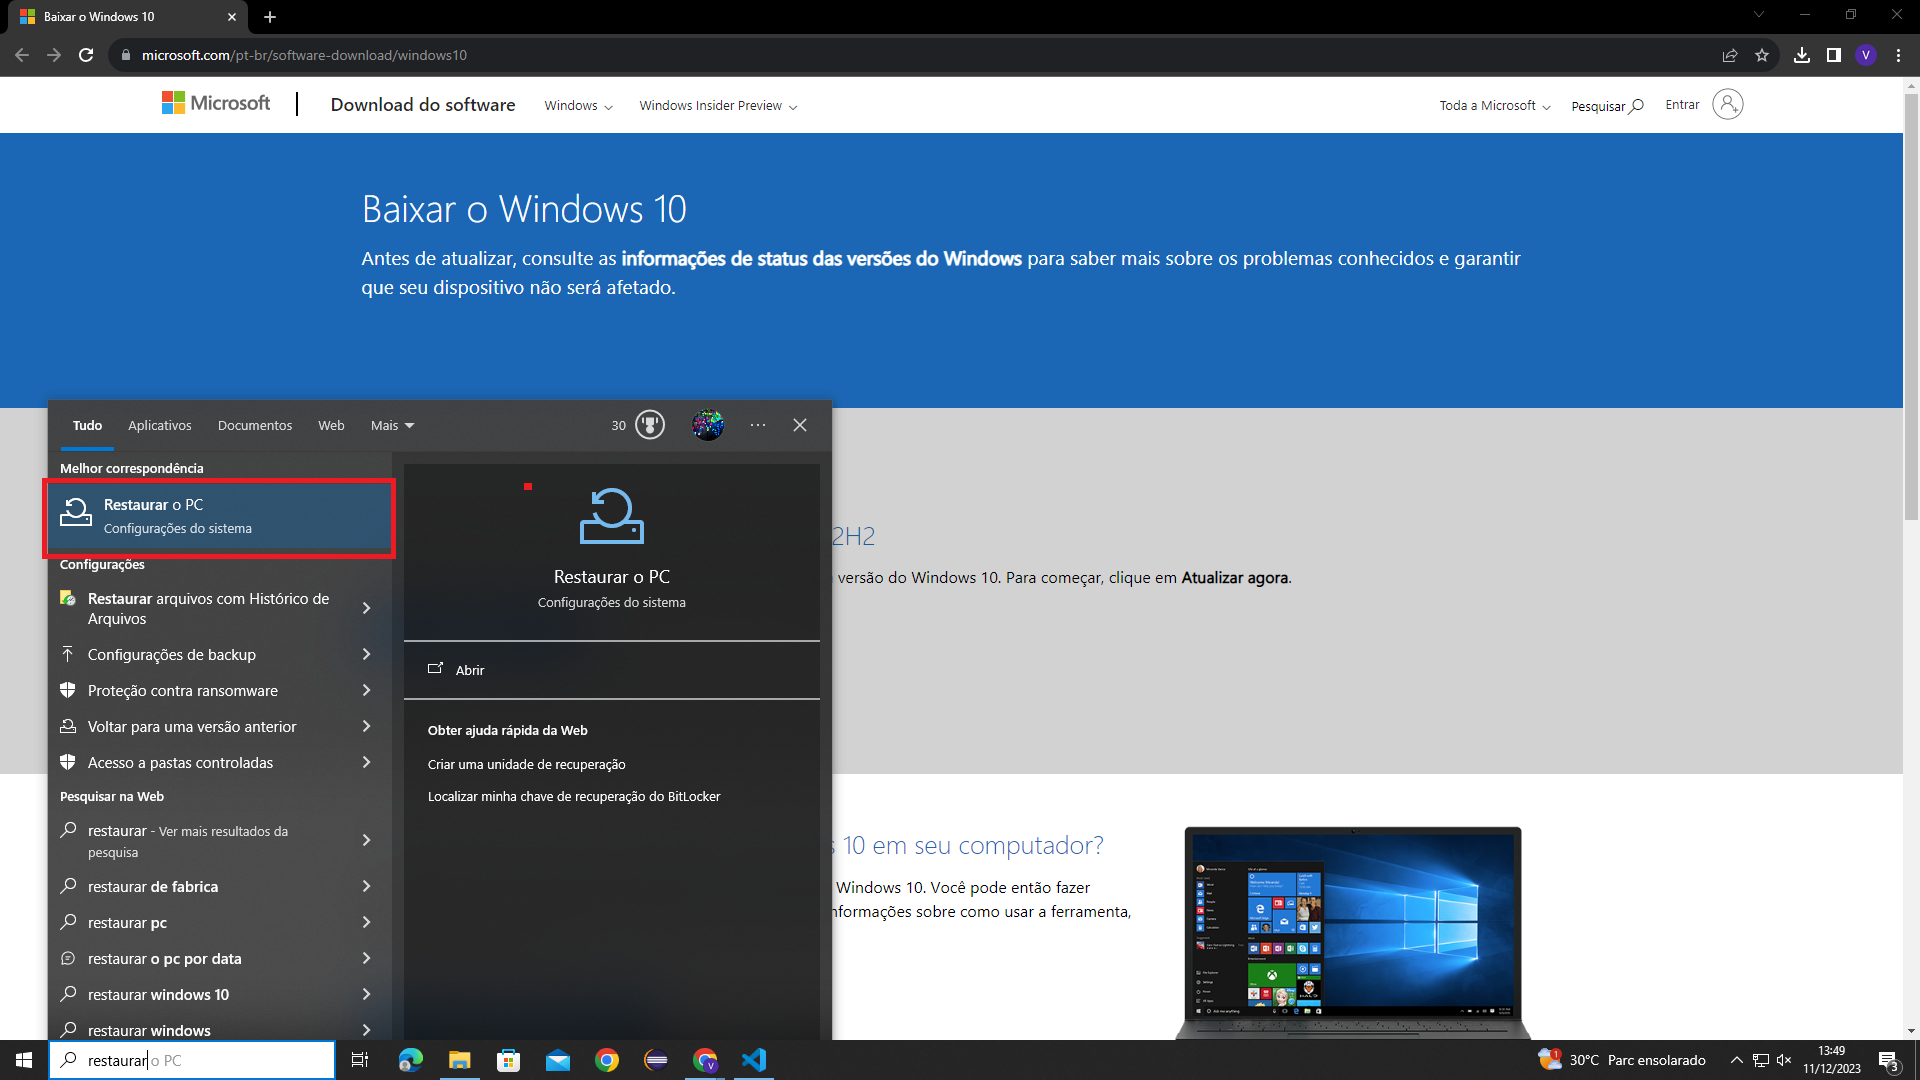 Baixar o Windows 10
microsoft.com/pt-br/software-download/windows10
V
Microsoft
Download do software
Windows
Windows Insider Preview
Toda a Microsoft
Pesquisar
Entrar
Baixar o Windows 10
Antes de atualizar, consulte as informações de status das versões do Windows para saber mais sobre os problemas conhecidos e garantir
que seu dispositivo não será afetado.
Tudo
Aplicativos
Documentos
Web
Mais
30
Melhor correspondência
Restaurar o PC
Configurações do sistema
Configurações
Restaurar arquivos com Histórico de
Arquivos
Configurações de backup
Proteção contra ransomware
Voltar para uma versão anterior
Acesso a pastas controladas
Pesquisar na Web
restaurar - Ver mais resultados da
pesquisa
restaurar de fabrica
restaurar pc
restaurar o pc por data
restaurar windows 10
restaurar windows
Restaurar o PC
Configurações do sistema
Abrir
Obter ajuda rápida da Web
Criar uma unidade de recuperação
Localizar minha chave de recuperação do BitLocker
2H2
versão do Windows 10. Para começar, clique em Atualizar agora.
10 em seu computador?
Windows 10. Você pode então fazer
nformações sobre como usar a ferramenta,
restaurar o PC
V
1
30°C Parc ensolarado
13:49
11/12/2023
3